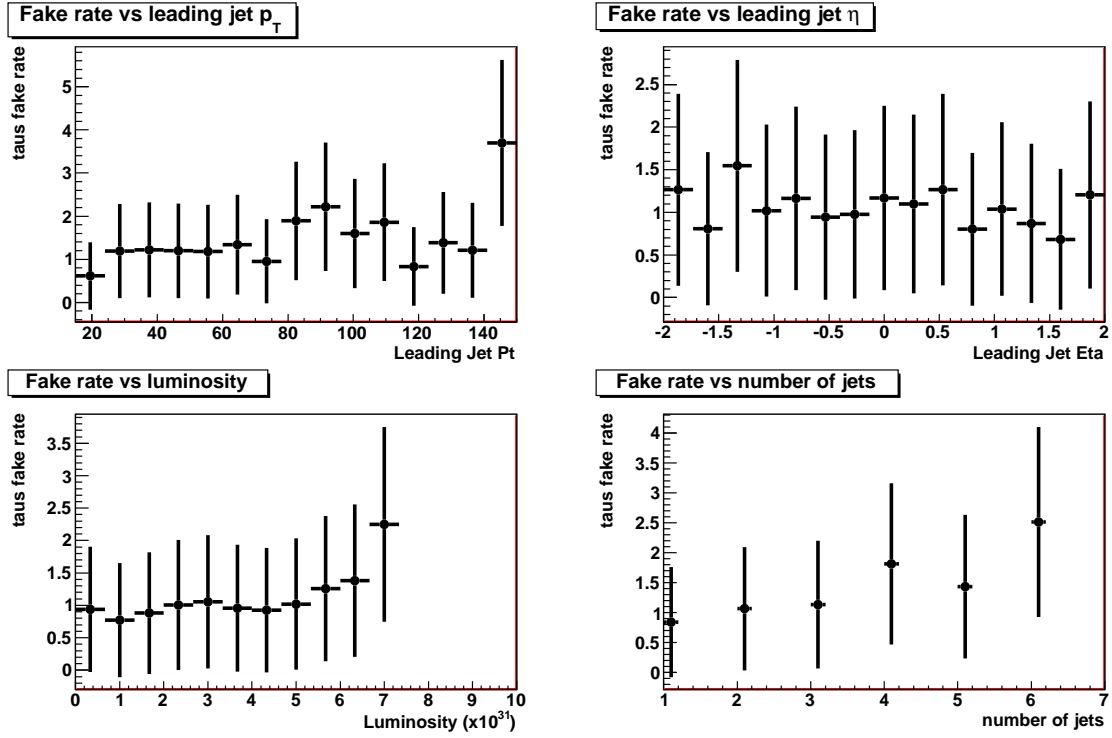 Fake rate vs leading jet p_T
taus fake rate
5
4
3
2
1
0
20 40 60 80 100 120 140
Leading Jet Pt
Fake rate vs leading jet η
taus fake rate
2.5
2
1.5
1
0.5
0
-2 -1.5 -1 -0.5 0 0.5 1 1.5 2
Leading Jet Eta
Fake rate vs luminosity
taus fake rate
3.5
3
2.5
2
1.5
1
0.5
0
0 1 2 3 4 5 6 7 8 9 10
Luminosity (x10^31)
Fake rate vs number of jets
taus fake rate
4
3.5
3
2.5
2
1.5
1
0.5
0
1 2 3 4 5 6 7
number of jets